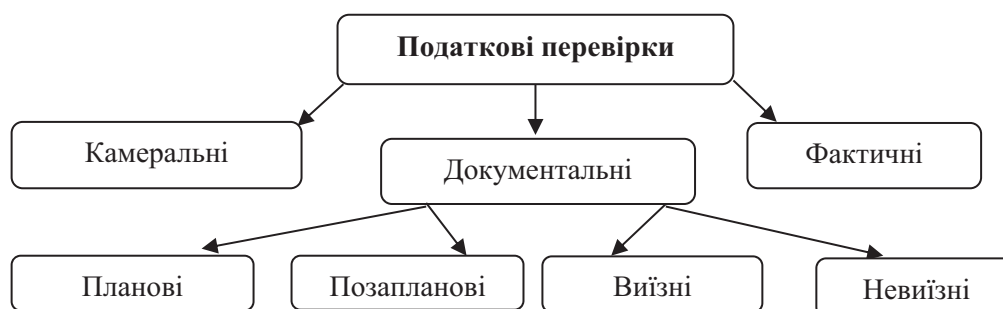 Податкові перевірки
Камеральні
Документальні
Фактичні
Планові
Позапланові
Виїзні
Невиїзні